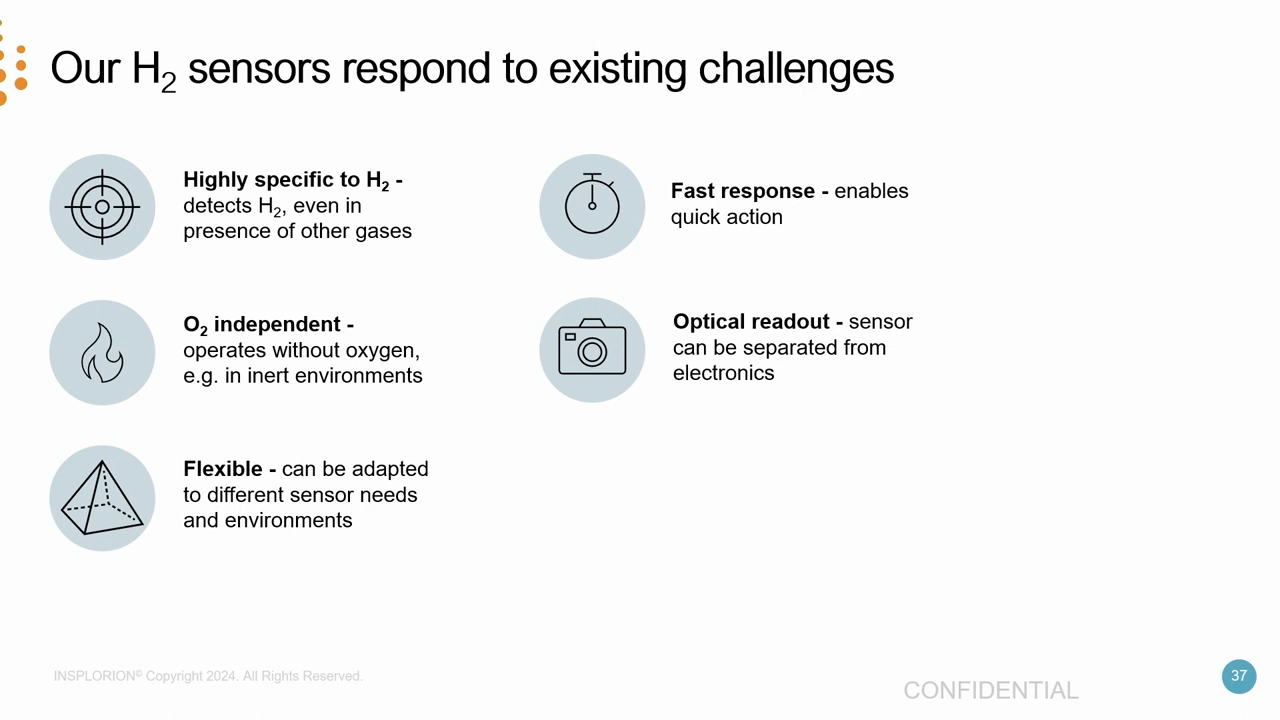 Our H₂ sensors respond to existing challenges
Highly specific to H₂ -
detects H₂, even in
presence of other gases
O₂ independent -
operates without oxygen,
e.g. in inert environments
Flexible - can be adapted
to different sensor needs
and environments
Fast response - enables
quick action
Optical readout - sensor
can be separated from
electronics
INSPLORION© Copyright 2024. All Rights Reserved.
CONFIDENTIAL
37